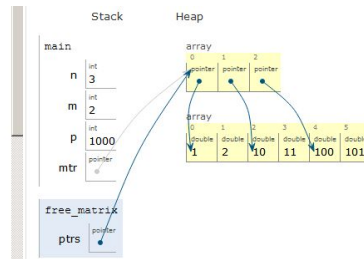 Stack Heap
main
array
0 1 2
pointer pointer pointer
int
n 3
int
m 2
int
p 1000
pointer
mtr
array
0 1 2 3 4 5
double double double double double double
1 2 10 11 100 101
free_matrix
pointer
ptrs